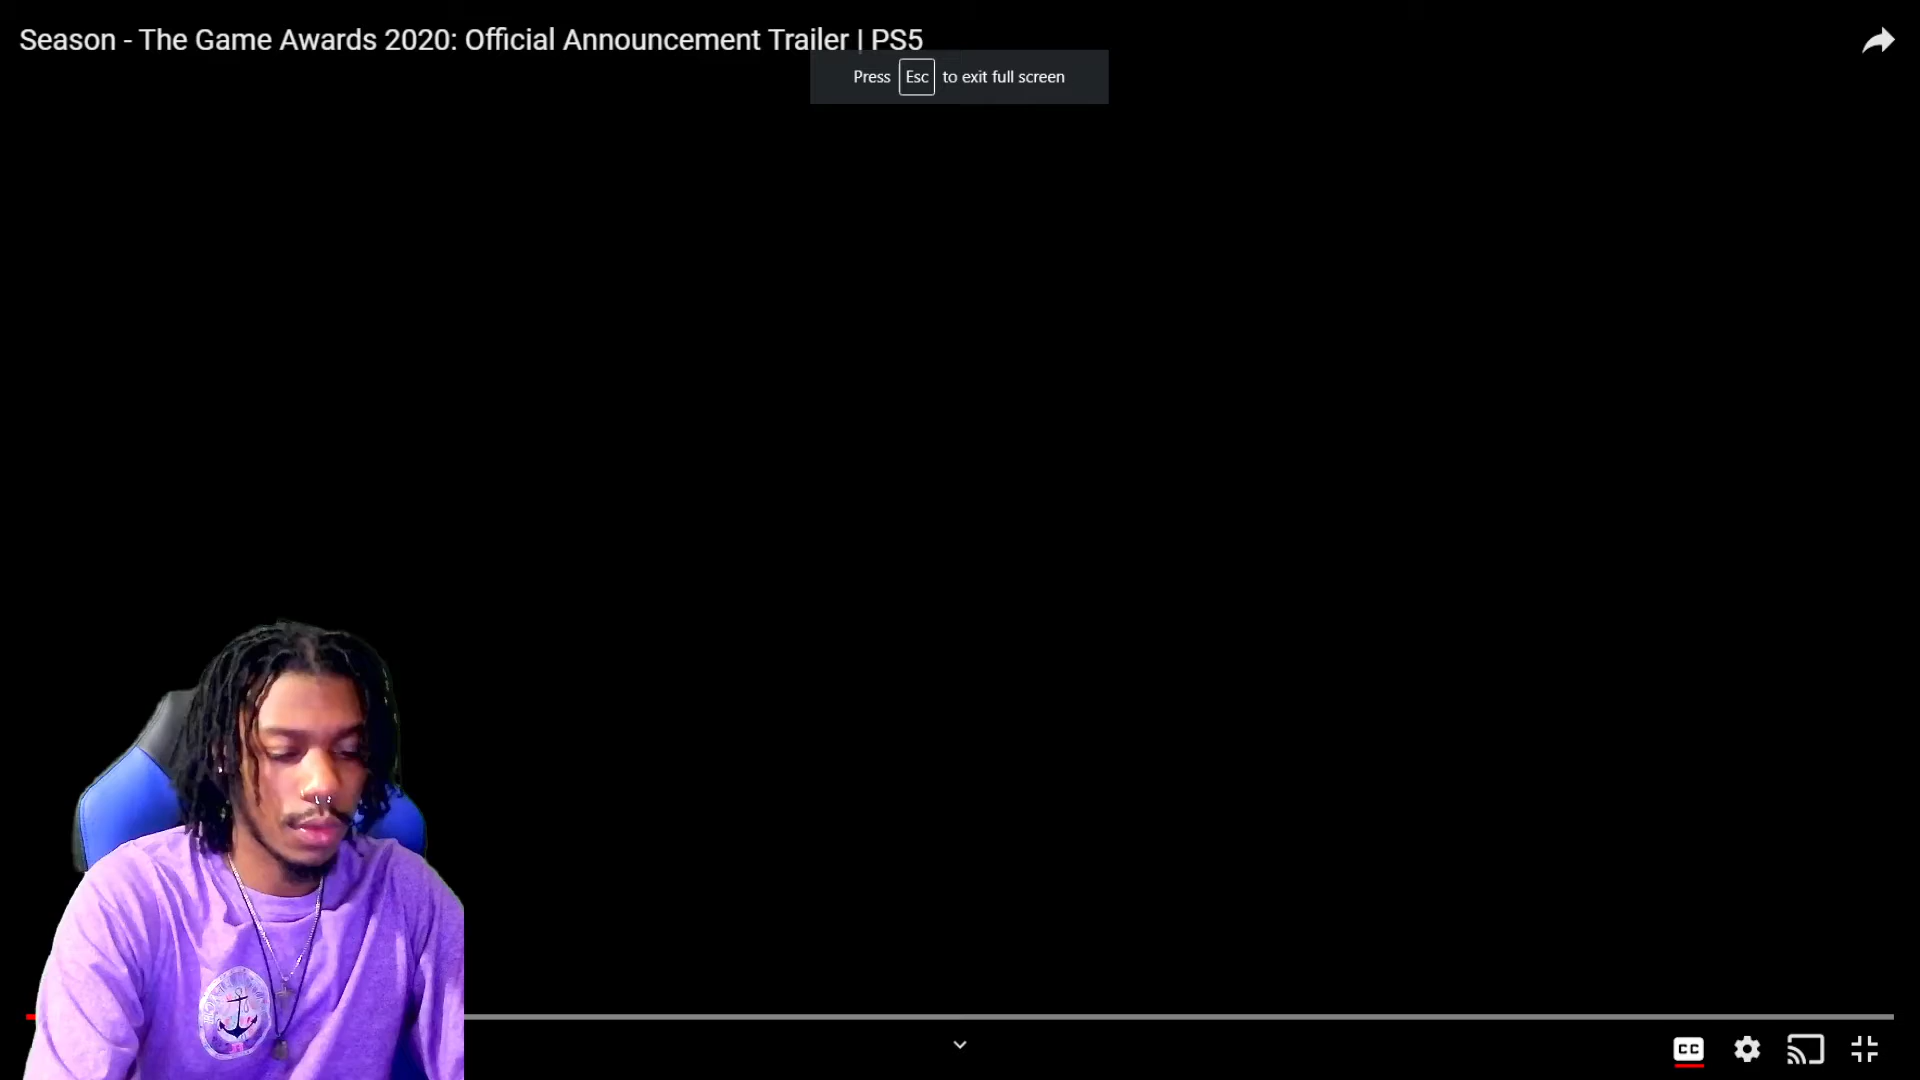 Season - The Game Awards 2020: Official Announcement Trailer | PS5
Press Esc to exit full screen
CC